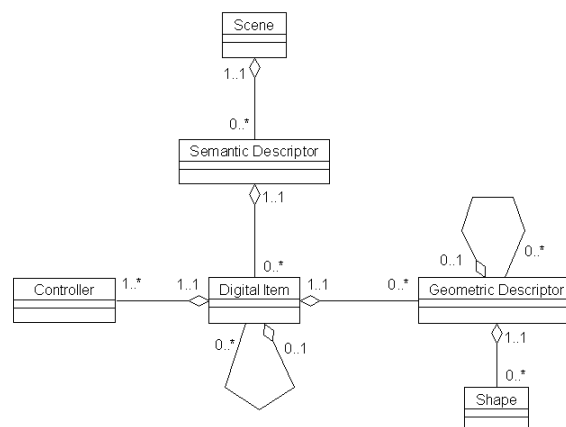 Scene
1..1
0..*
Semantic Descriptor
1..1
0..*
Controller
1..*
1..1
Digital Item
1..1
0..*
Geometric Descriptor
0..1
0..*
0..*
0..1
1..1
0..*
Shape